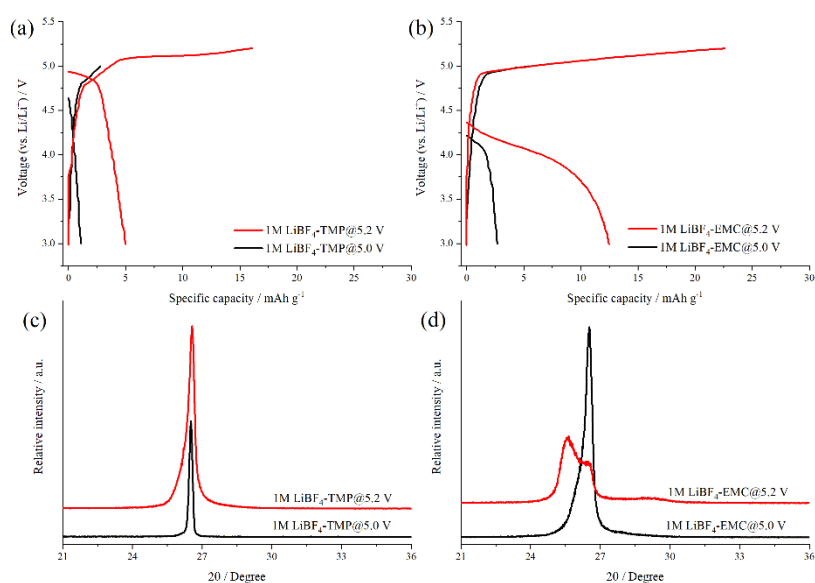 (a)
5.5
5.0
4.5
4.0
3.5
3.0
Voltage (vs. Li/Li⁺) / V
1M LiBF₄-TMP@5.2 V
1M LiBF₄-TMP@5.0 V
0 5 10 15 20 25 30
Specific capacity / mAh g⁻¹
(b)
5.5
5.0
4.5
4.0
3.5
3.0
Voltage (vs. Li/Li⁺) / V
1M LiBF₄-EMC@5.2 V
1M LiBF₄-EMC@5.0 V
0 5 10 15 20 25 30
Specific capacity / mAh g⁻¹
(c)
Relative intensity / a.u.
1M LiBF₄-TMP@5.2 V
1M LiBF₄-TMP@5.0 V
21 24 27 30 33 36
2θ / Degree
(d)
Relative intensity / a.u.
1M LiBF₄-EMC@5.2 V
1M LiBF₄-EMC@5.0 V
21 24 27 30 33 36
2θ / Degree